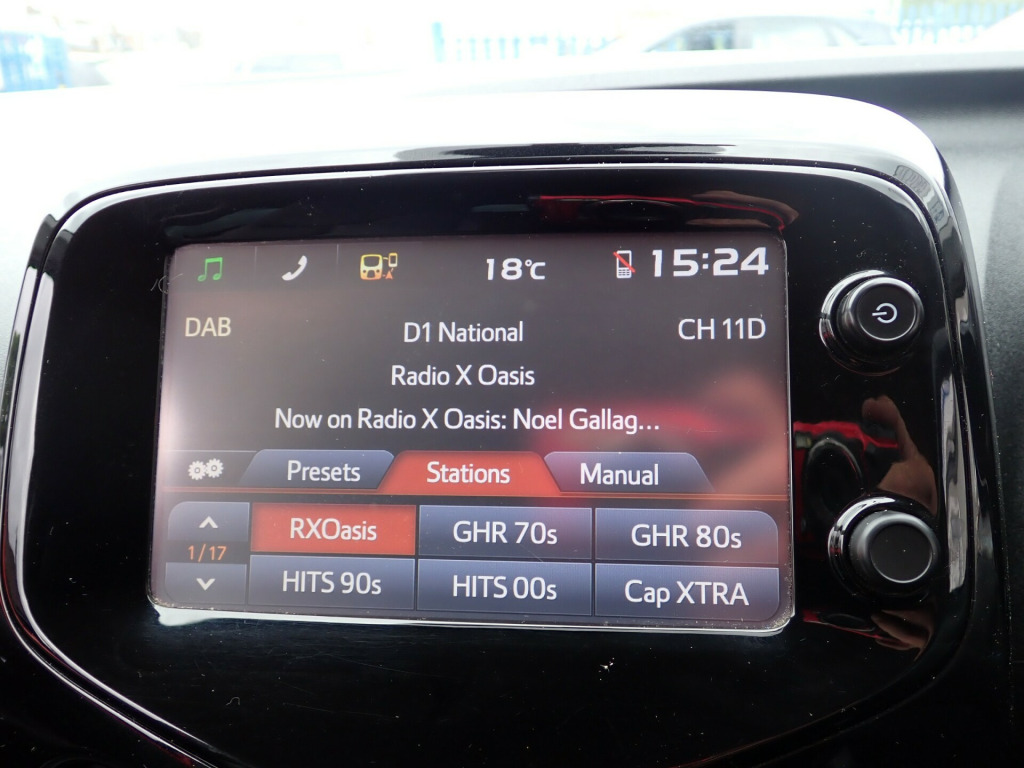 18°C 15:24
DAB D1 National CH 11D
Radio X Oasis
Now on Radio X Oasis: Noel Gallag...
Presets Stations Manual
RXOasis GHR 70s GHR 80s
1/17
HITS 90s HITS 00s Cap XTRA